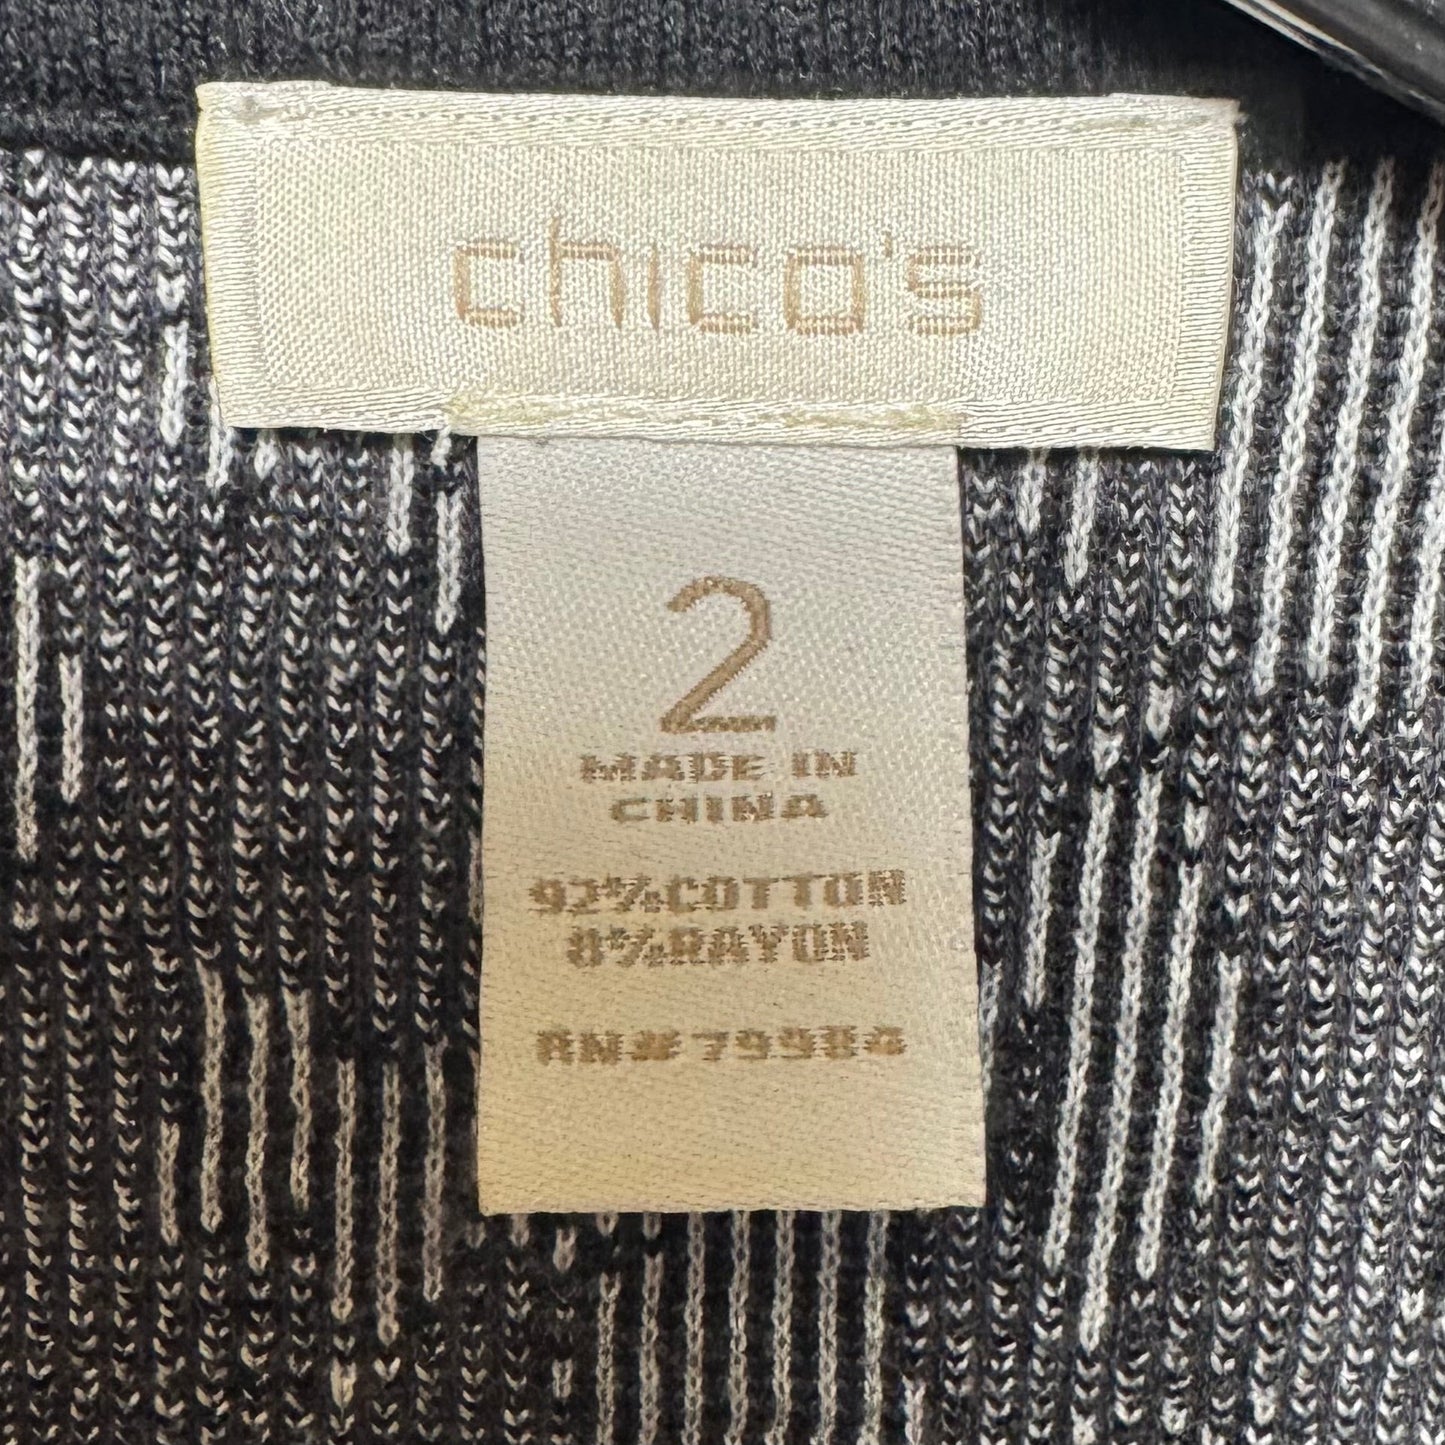 chico's
2
MADE IN
CHINA
92%COTTON
8%RAYON
RN#79984